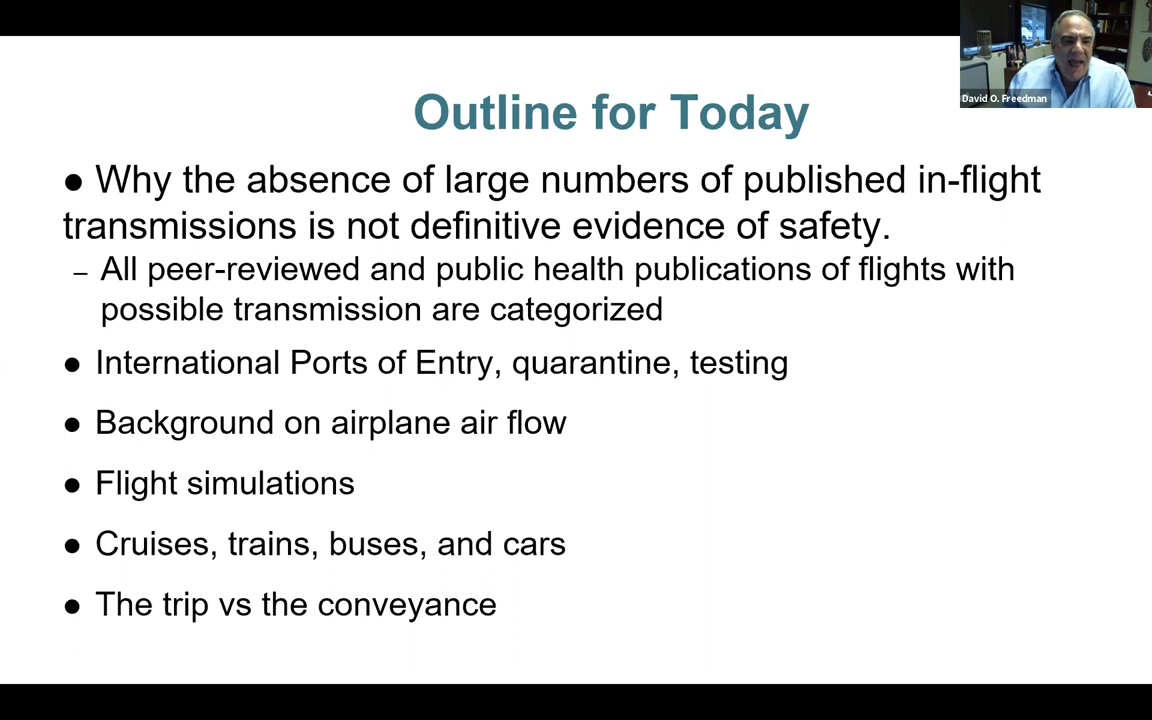 David O. Freedman
Outline for Today
● Why the absence of large numbers of published in-flight
transmissions is not definitive evidence of safety.
– All peer-reviewed and public health publications of flights with
possible transmission are categorized
● International Ports of Entry, quarantine, testing
● Background on airplane air flow
● Flight simulations
● Cruises, trains, buses, and cars
● The trip vs the conveyance